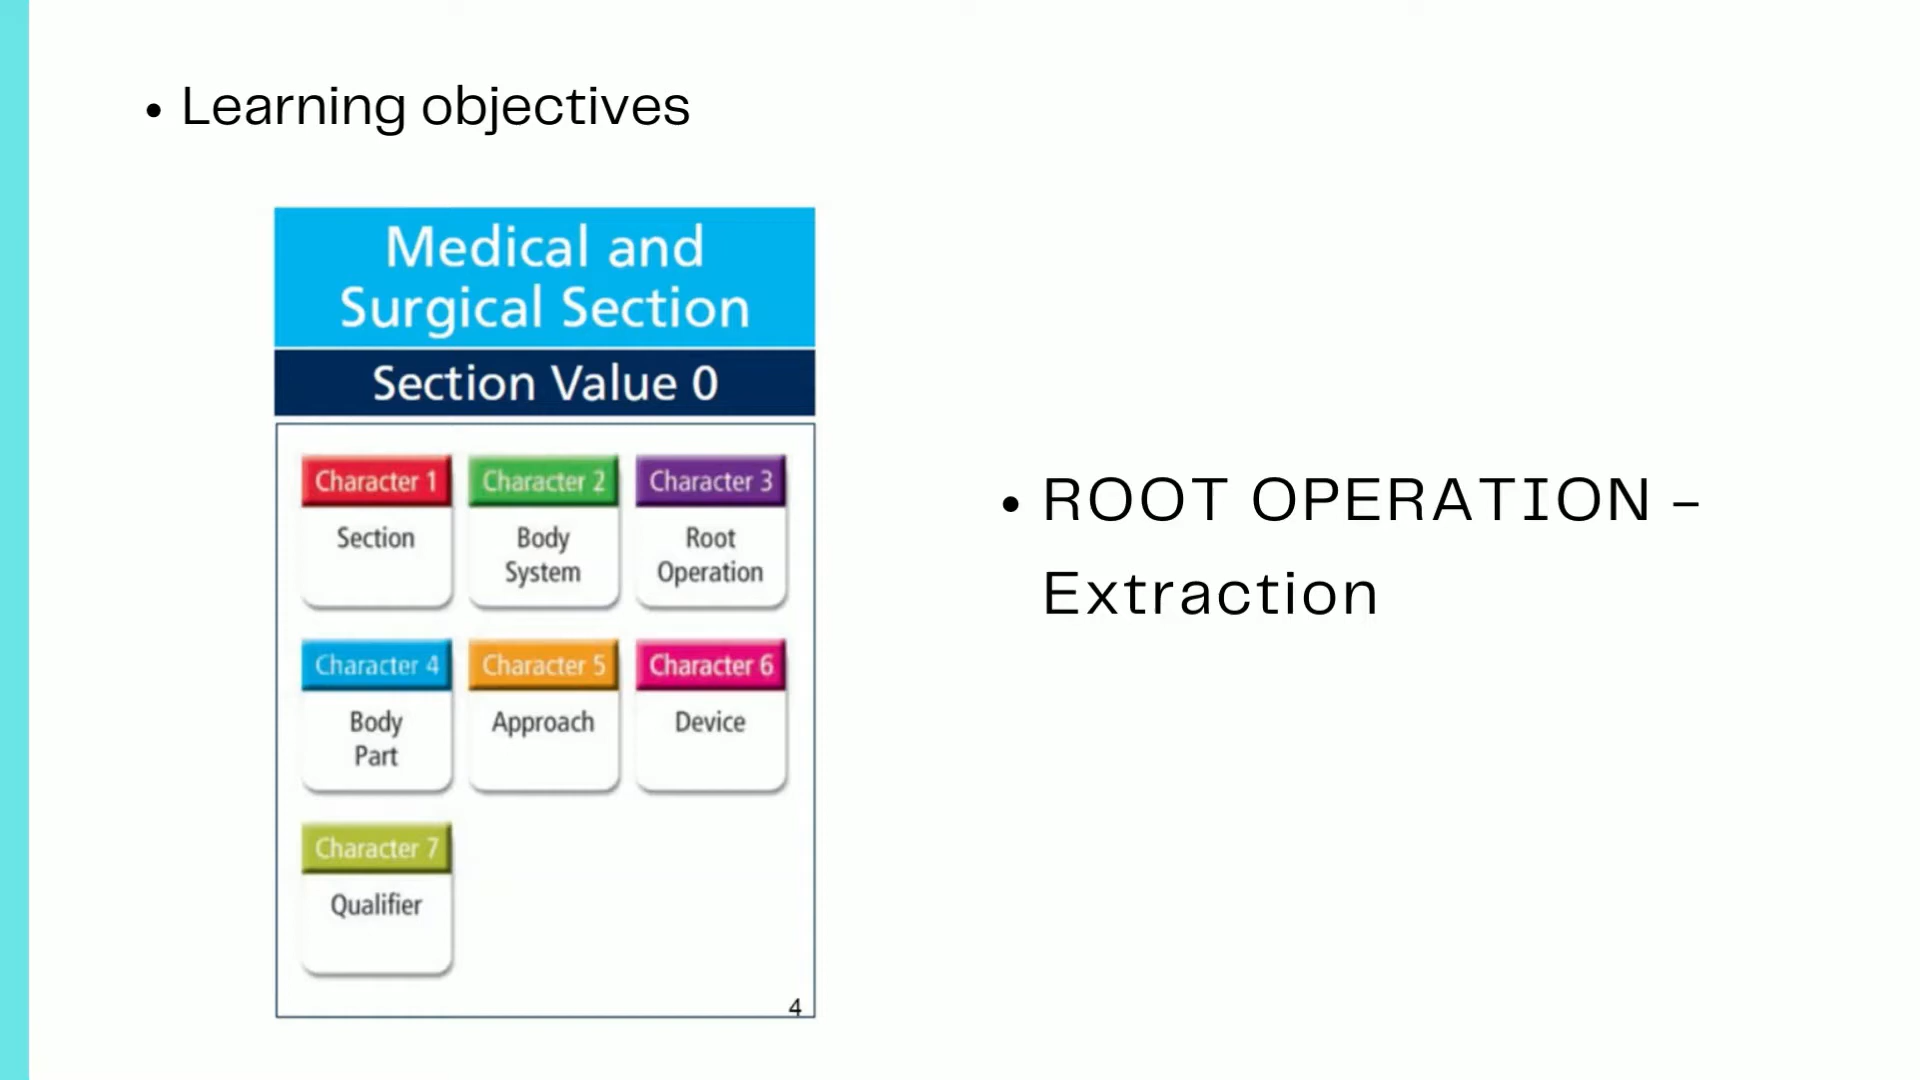 • Learning objectives
Medical and
Surgical Section
Section Value 0
Character 1
Section
Character 2
Body
System
Character 3
Root
Operation
Character 4
Body
Part
Character 5
Approach
Character 6
Device
Character 7
Qualifier
4
• ROOT OPERATION –
Extraction